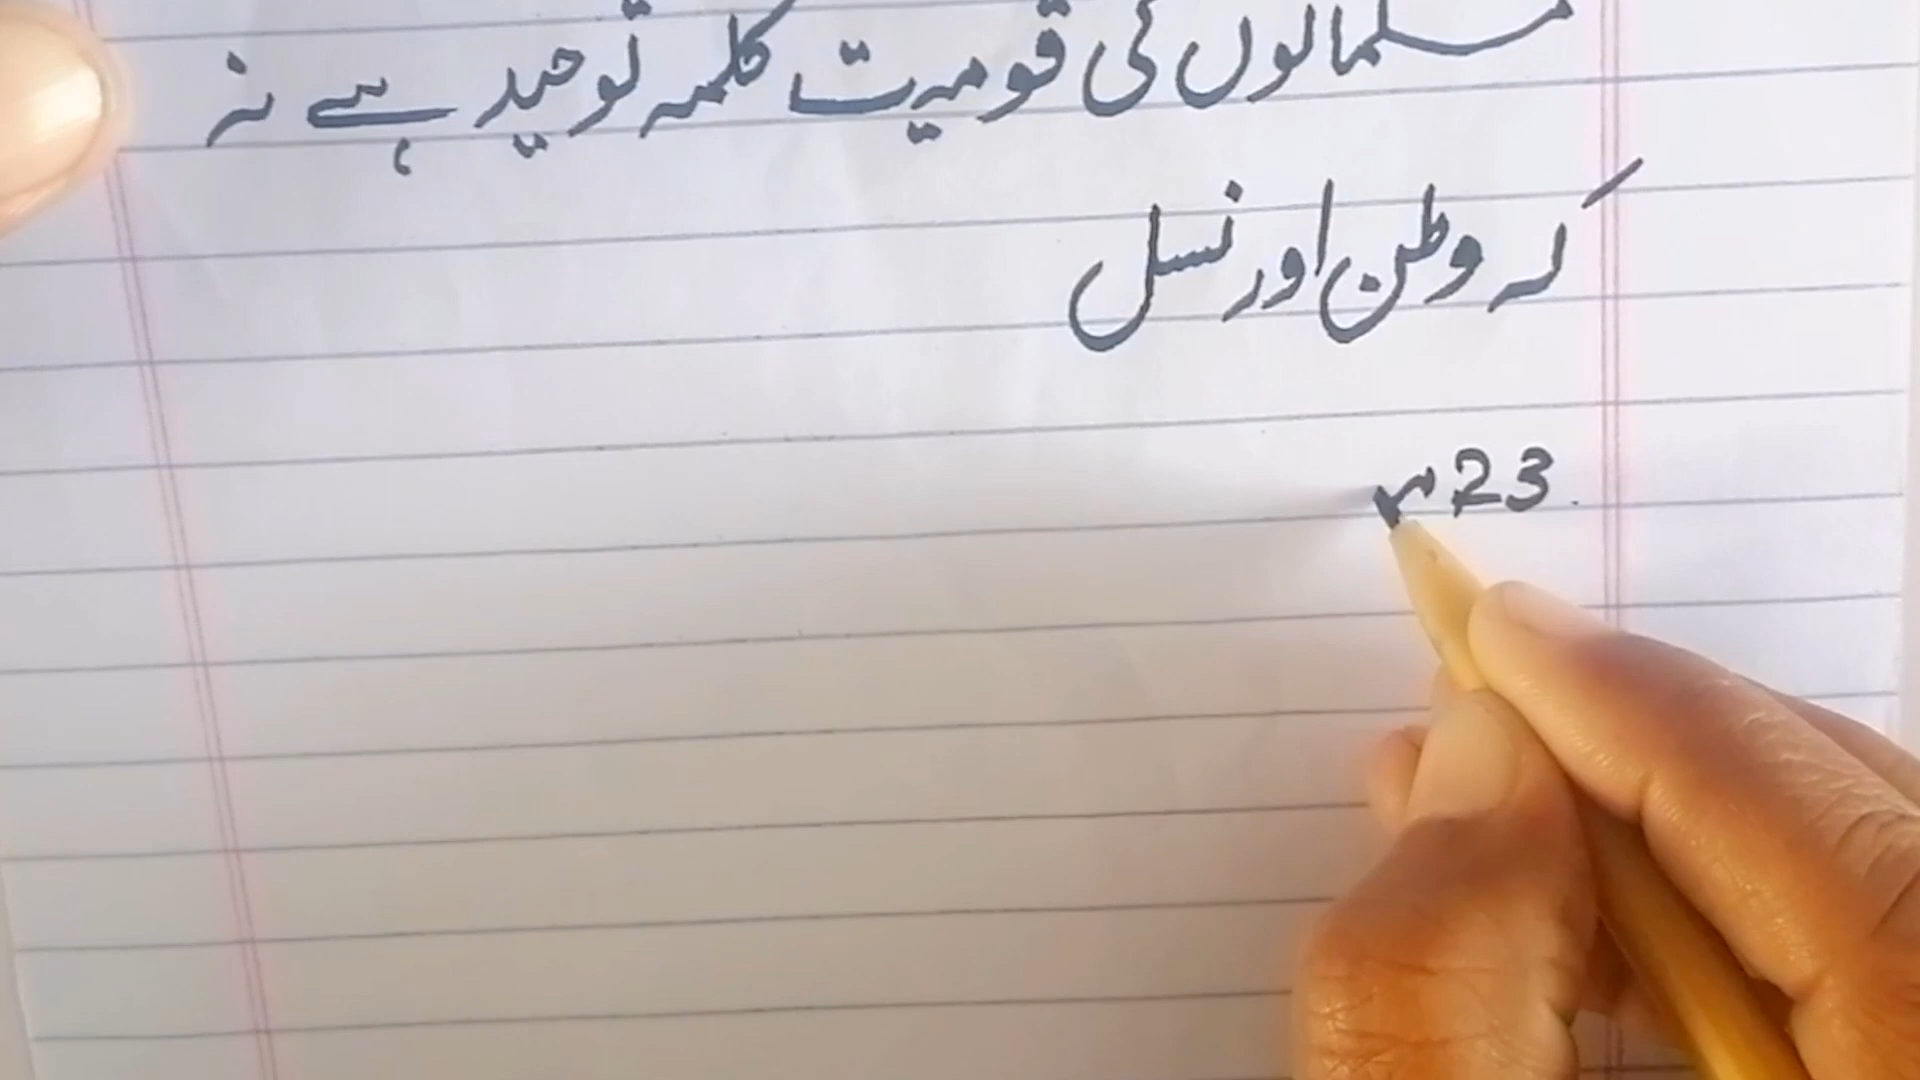 مسلمانوں کی قومیت کلمہ توحید ہے نہ
کہ وطن اور نسل
23